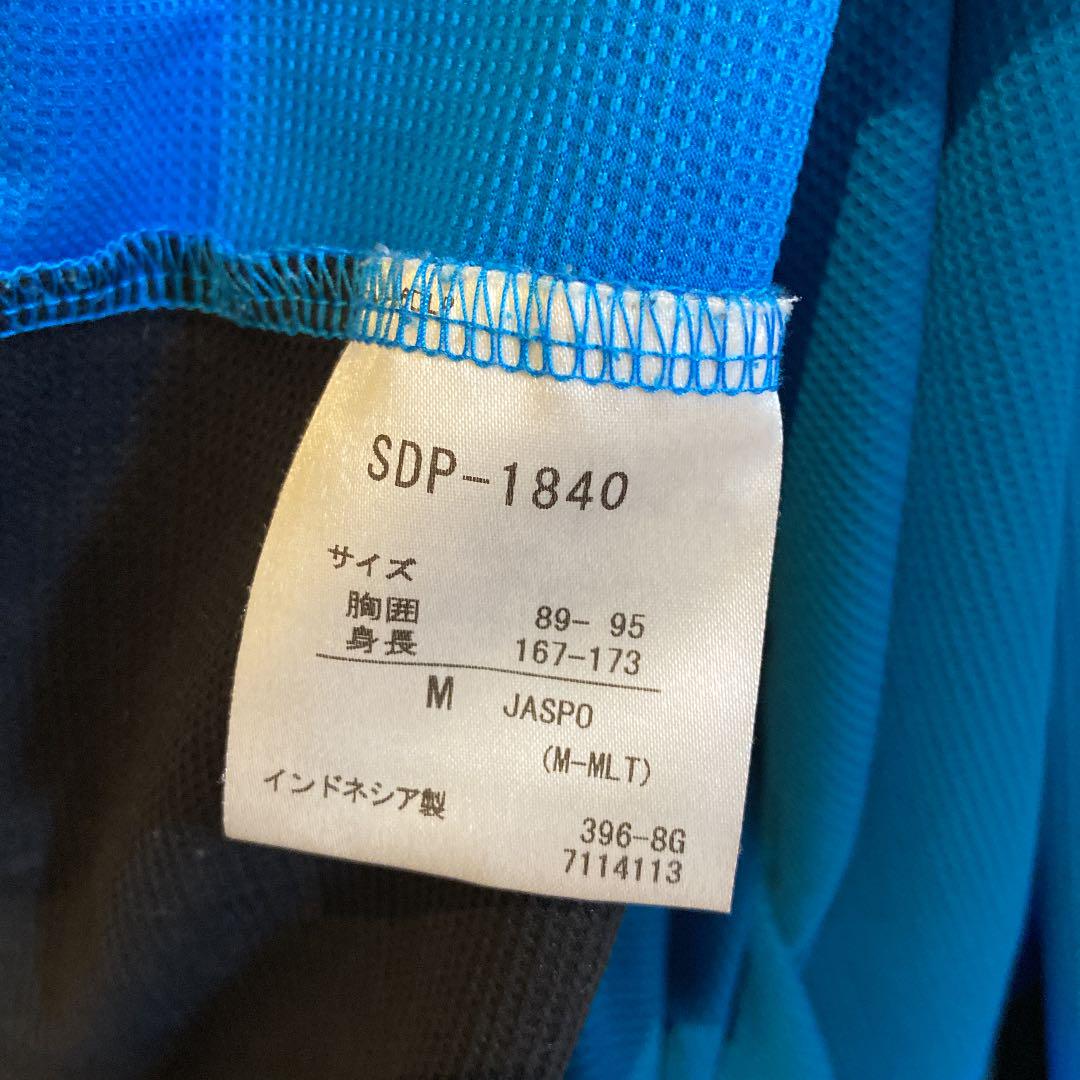 SDP-1840
サイズ
胸囲 89- 95
身長 167-173
M JASPO
(M-MLT)
インドネシア製
396-8G
7114113